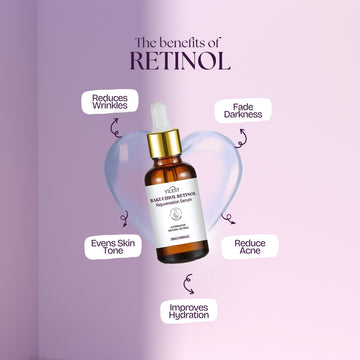 The benefits of
RETINOL
Reduces
Wrinkles
Fade
Darkness
BAKUCHIOL RETINOL
Rejuvenation Serum
Evens Skin
Tone
Reduce
Acne
Improves
Hydration